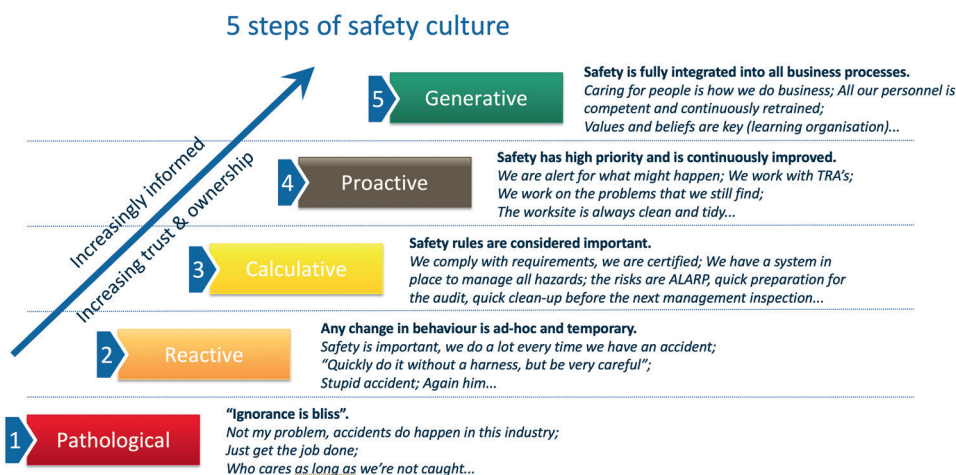 5 steps of safety culture
Increasingly informed
Increasing trust & ownership
5 Generative
Safety is fully integrated into all business processes.
Caring for people is how we do business; All our personnel is
competent and continuously retrained;
Values and beliefs are key (learning organisation)...
4 Proactive
Safety has high priority and is continuously improved.
We are alert for what might happen; We work with TRA's;
We work on the problems that we still find;
The worksite is always clean and tidy...
3 Calculative
Safety rules are considered important.
We comply with requirements, we are certified; We have a system in
place to manage all hazards; the risks are ALARP, quick preparation for
the audit, quick clean-up before the next management inspection...
2 Reactive
Any change in behaviour is ad-hoc and temporary.
Safety is important, we do a lot every time we have an accident;
“Quickly do it without a harness, but be very careful”;
Stupid accident; Again him...
1 Pathological
“Ignorance is bliss”.
Not my problem, accidents do happen in this industry;
Just get the job done;
Who cares as long as we're not caught...